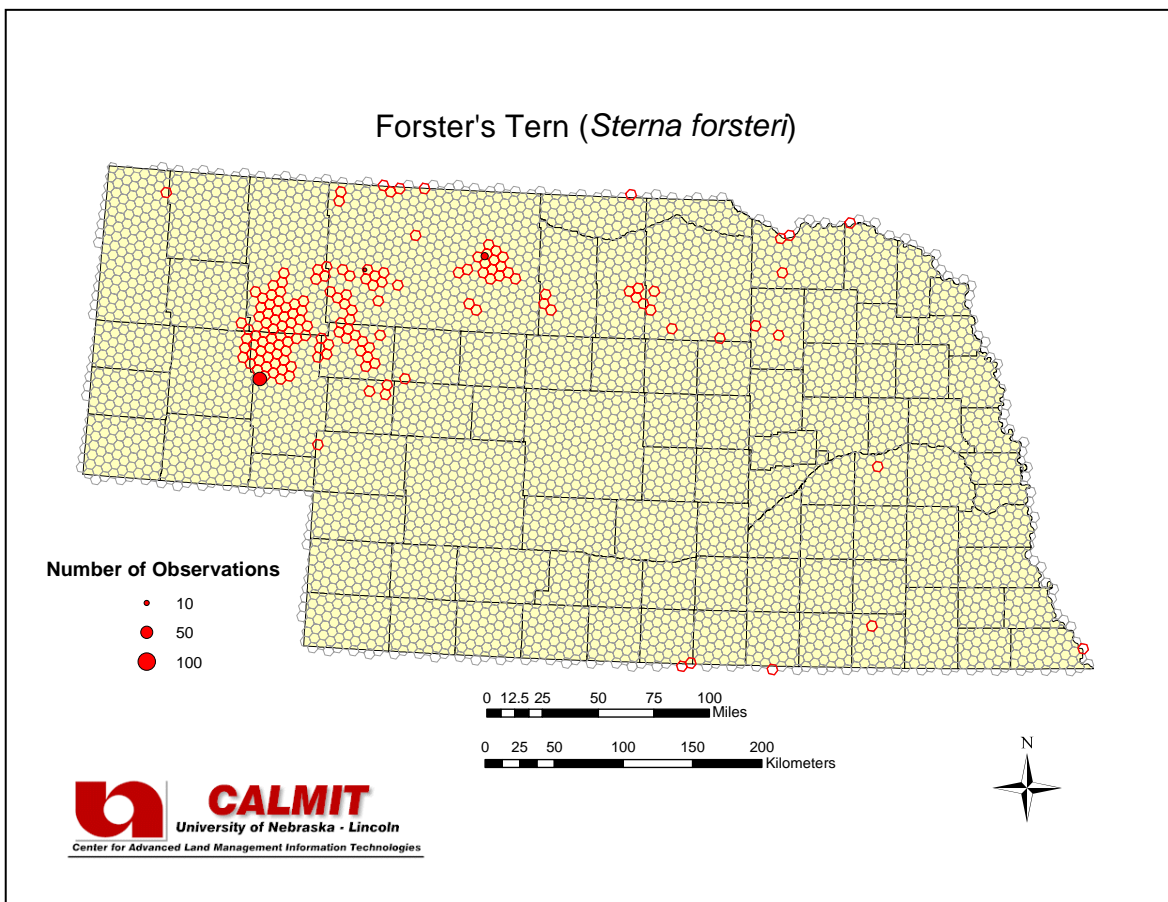 Forster's Tern (Sterna forsteri)
Number of Observations
10
50
100
0 12.5 25 50 75 100
Miles
0 25 50 100 150 200
Kilometers
N
CALMIT
University of Nebraska - Lincoln
Center for Advanced Land Management Information Technologies